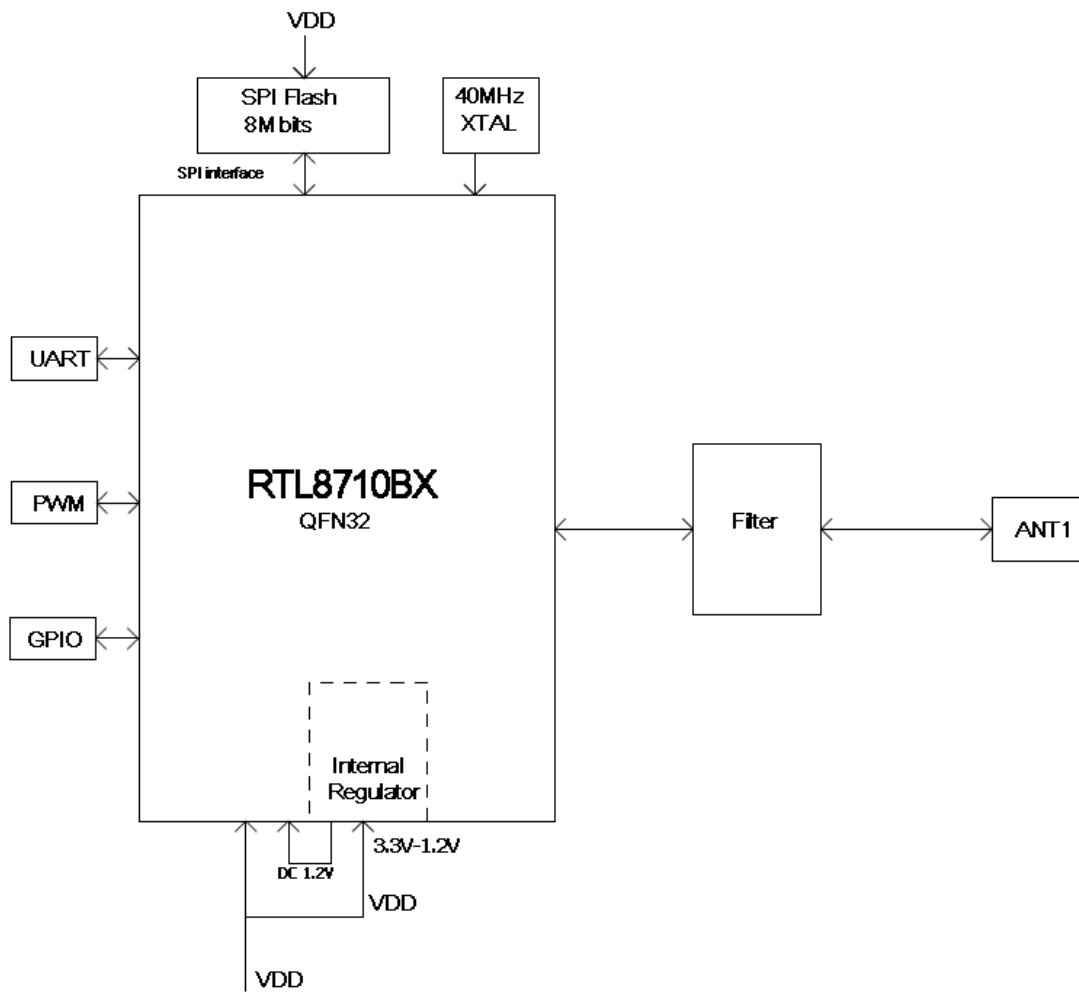 VDD
SPI Flash
8M bits
40MHz
XTAL
SPI interface
UART
PWM
GPIO
RTL8710BX
QFN32
Filter
ANT1
Internal
Regulator
3.3V-1.2V
DC 1.2V
VDD
VDD